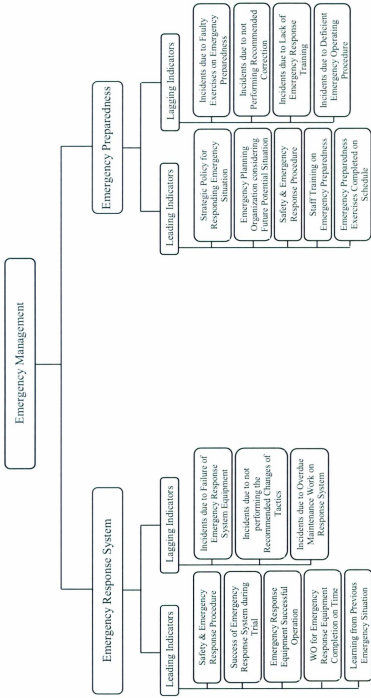 Emergency Management
Emergency Response System
Leading Indicators
Safety & Emergency
Response Procedure
Success of Emergency
Response System during
Trial
Emergency Response
Equipment Successful
Operation
WO for Emergency
Response Equipment
Completion on Time
Learning from Previous
Emergency Situation
Lagging Indicators
Incidents due to Failure of
Emergency Response
System Equipment
Incidents due to not
performing the
Recommended Changes of
Tactics
Incidents due to Overdue
Maintenance Work on
Response System
Emergency Preparedness
Leading Indicators
Strategic Policy for
Responding Emergency
Situation
Emergency Planning
Organization considering
Future Potential Situation
Safety & Emergency
Response Procedure
Staff Training on
Emergency Preparedness
Emergency Preparedness
Exercises Completed on
Schedule
Lagging Indicators
Incidents due to Faulty
Exercises on Emergency
Preparedness
Incidents due to not
Performing Recommended
Correction
Incidents due to Lack of
Emergency Response
Training
Incidents due to Deficient
Emergency Operating
Procedure